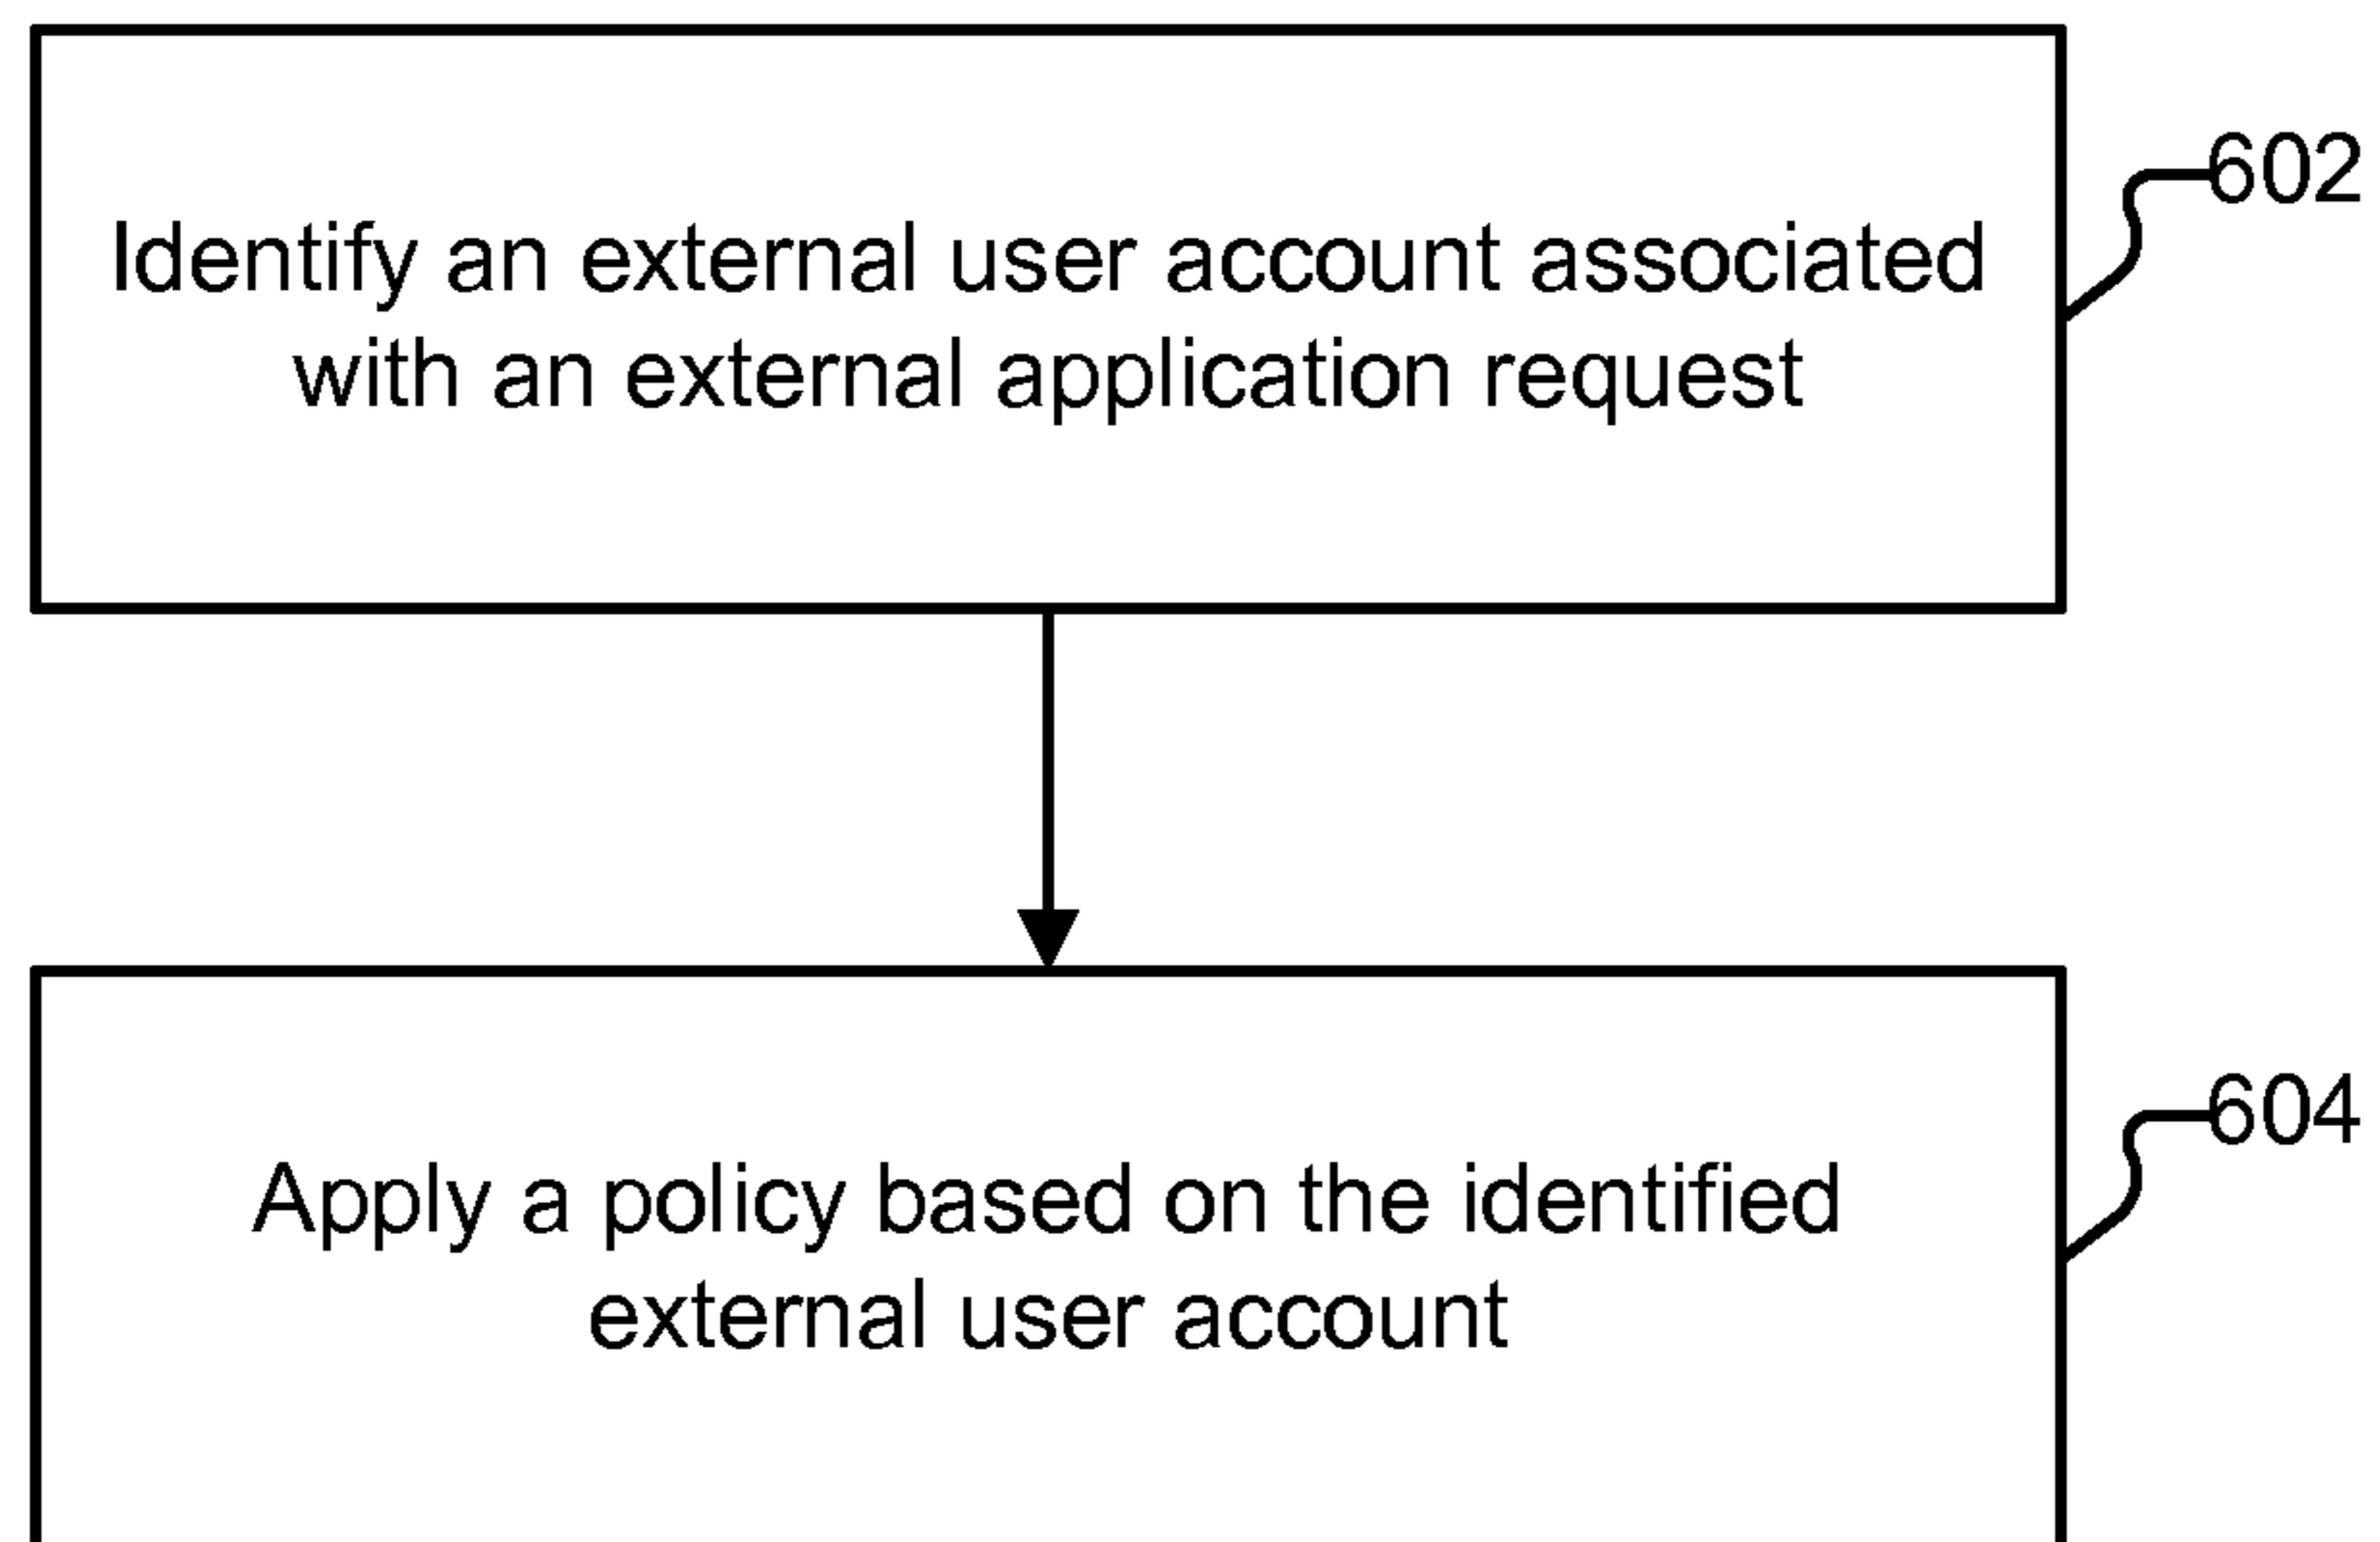 602
Identify an external user account associated
with an external application request
604
Apply a policy based on the identified
external user account